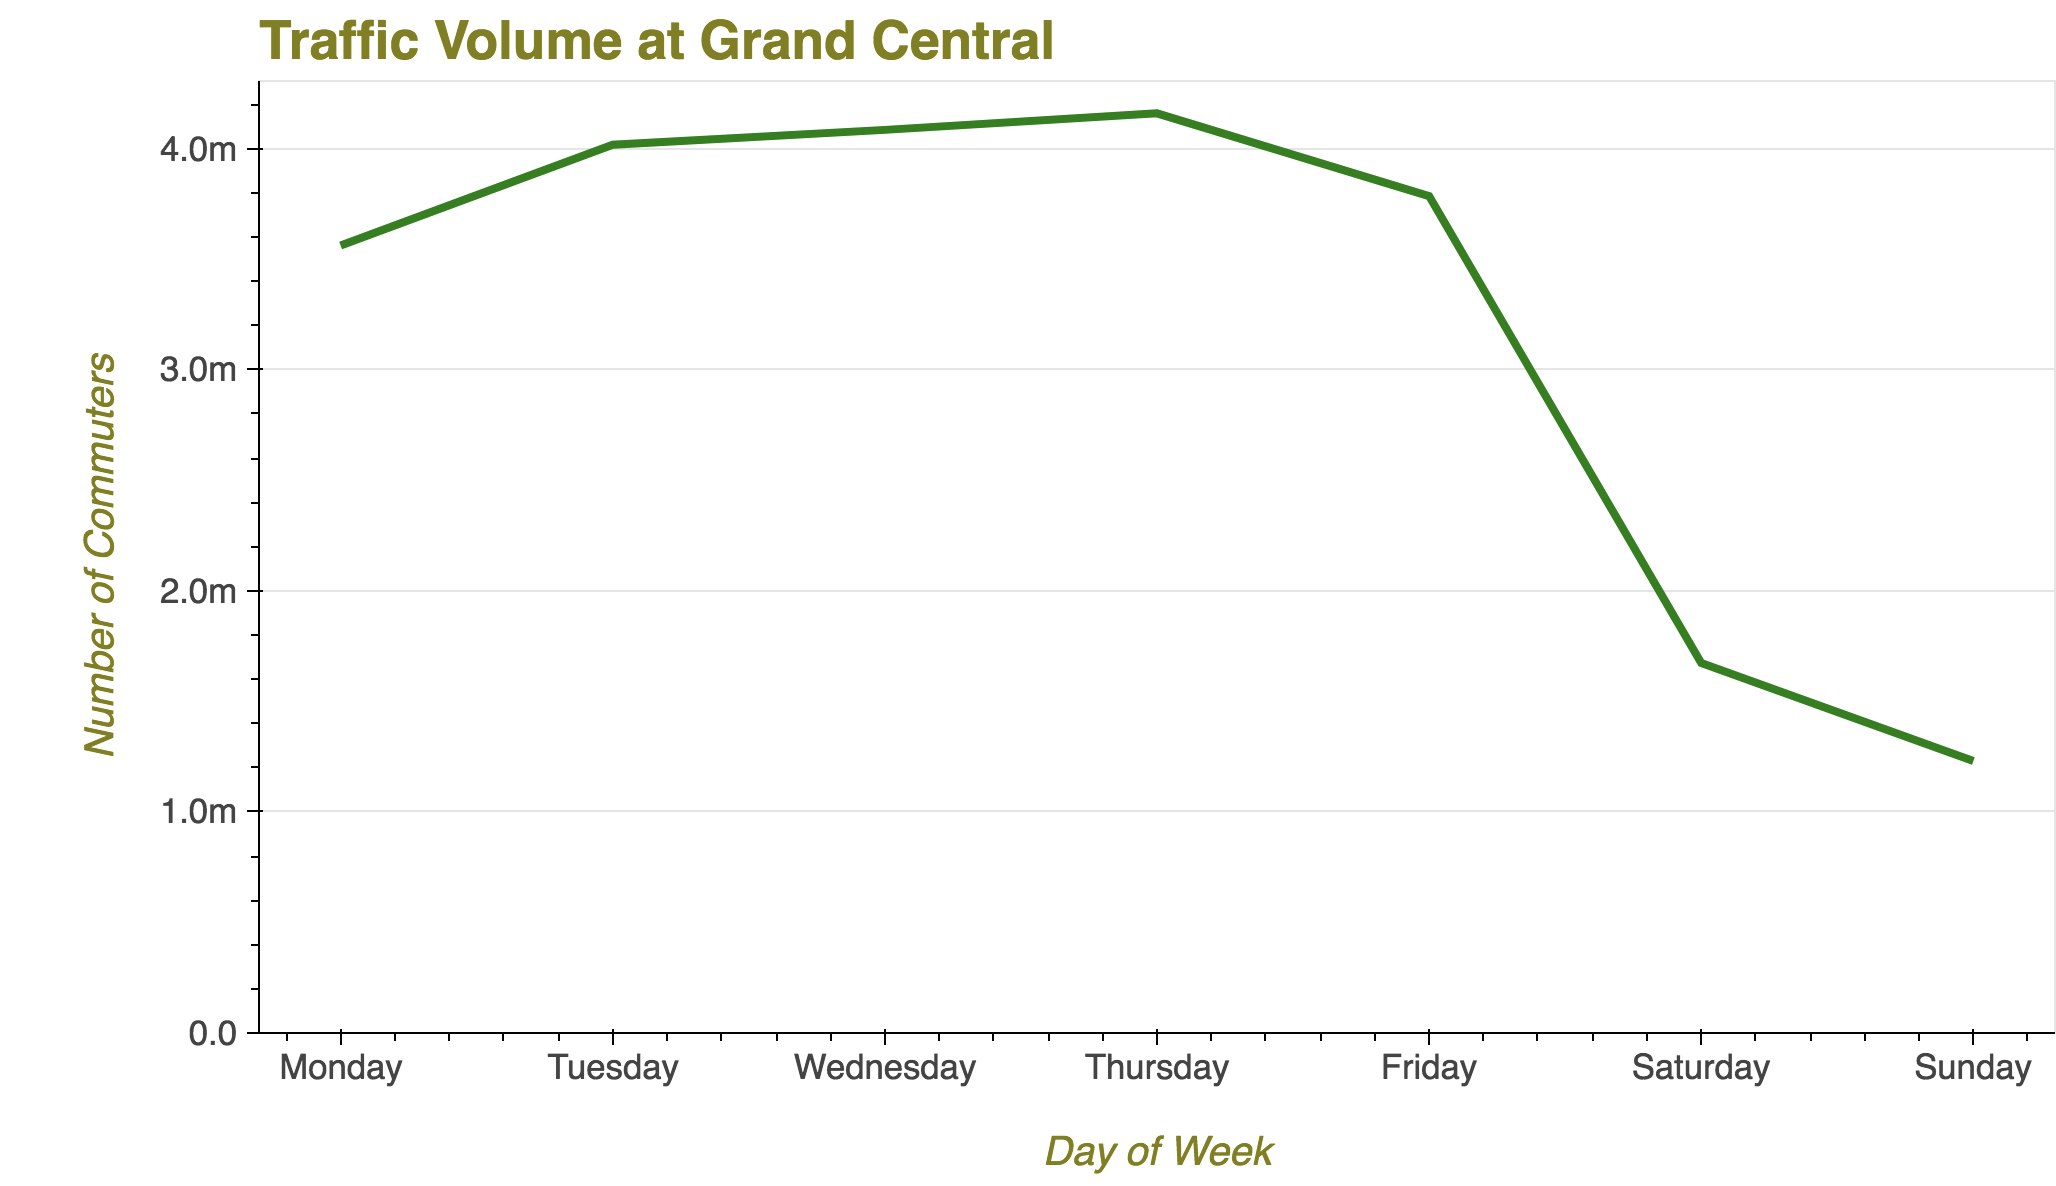 Traffic Volume at Grand Central
Number of Commuters
4.0m
3.0m
2.0m
1.0m
0.0
Monday Tuesday Wednesday Thursday Friday Saturday Sunday
Day of Week